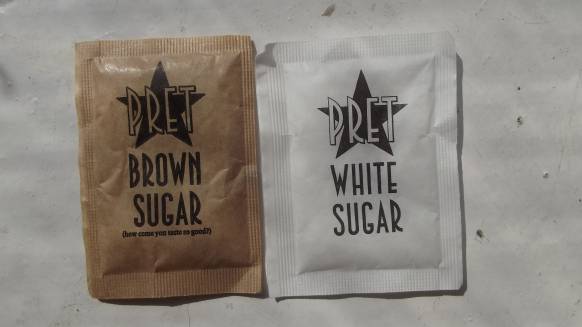 PRET
BROWN
SUGAR
(how come you taste so good?)
PRET
WHITE
SUGAR